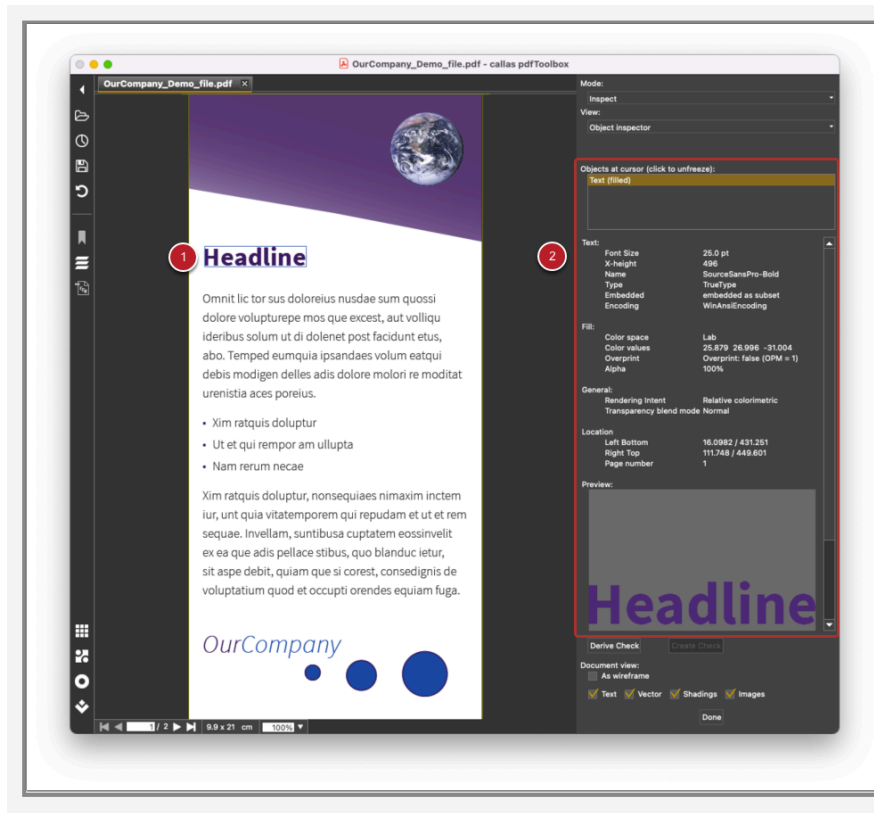 OurCompany_Demo_file.pdf - callas pdfToolbox
OurCompany_Demo_file.pdf ×
1
Headline
Omnit lic tor sus doloreius nusdae sum quossi
dolore volupturepe mos que excest, aut volliqu
ideribus solum ut di dolenet post facidunt etus,
abo. Temped eumquia ipsandaes volum eatqui
debis modigen delles adis dolore molori re moditat
urenistia aces poreius.
• Xim ratquis doluptur
• Ut et qui rempor am ullupta
• Nam rerum necae
Xim ratquis doluptur, nonsequiaes nimaxim inctem
iur, unt quia vitatemporem qui repudam et ut et rem
sequae. Invellam, suntibusa cuptatem eossinvelit
ex ea que adis pellace stibus, quo blanduc ietur,
sit aspe debit, quiam que si corest, consedignis de
voluptatium quod et occupti orendes equiam fuga.
OurCompany
1 / 2 9.9 x 21 cm 100%
Mode:
Inspect
View:
Object inspector
Objects at cursor (click to unfreeze):
Text (filled)
2
Text:
Font Size 25.0 pt
X-height 496
Name SourceSansPro-Bold
Type TrueType
Embedded embedded as subset
Encoding WinAnsiEncoding
Fill:
Color space Lab
Color values 25.879 26.996 -31.004
Overprint Overprint: false (OPM = 1)
Alpha 100%
General:
Rendering Intent Relative colorimetric
Transparency blend mode Normal
Location
Left Bottom 16.0982 / 431.251
Right Top 111.748 / 449.601
Page number 1
Preview:
Headline
Derive Check Create Check
Document view:
As wireframe
Text Vector Shadings Images
Done